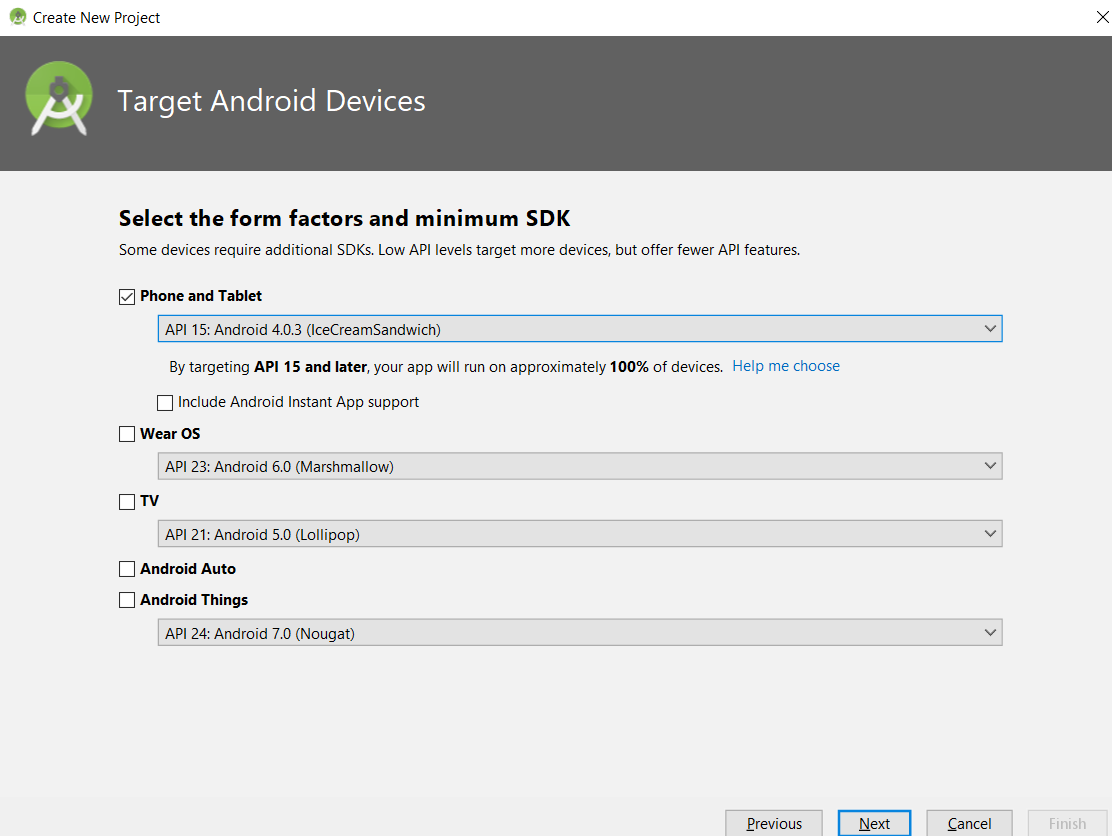 Create New Project
Target Android Devices
Select the form factors and minimum SDK
Some devices require additional SDKs. Low API levels target more devices, but offer fewer API features.
Phone and Tablet
API 15: Android 4.0.3 (IceCreamSandwich)
By targeting API 15 and later, your app will run on approximately 100% of devices. Help me choose
Include Android Instant App support
Wear OS
API 23: Android 6.0 (Marshmallow)
TV
API 21: Android 5.0 (Lollipop)
Android Auto
Android Things
API 24: Android 7.0 (Nougat)
Previous Next Cancel Finish